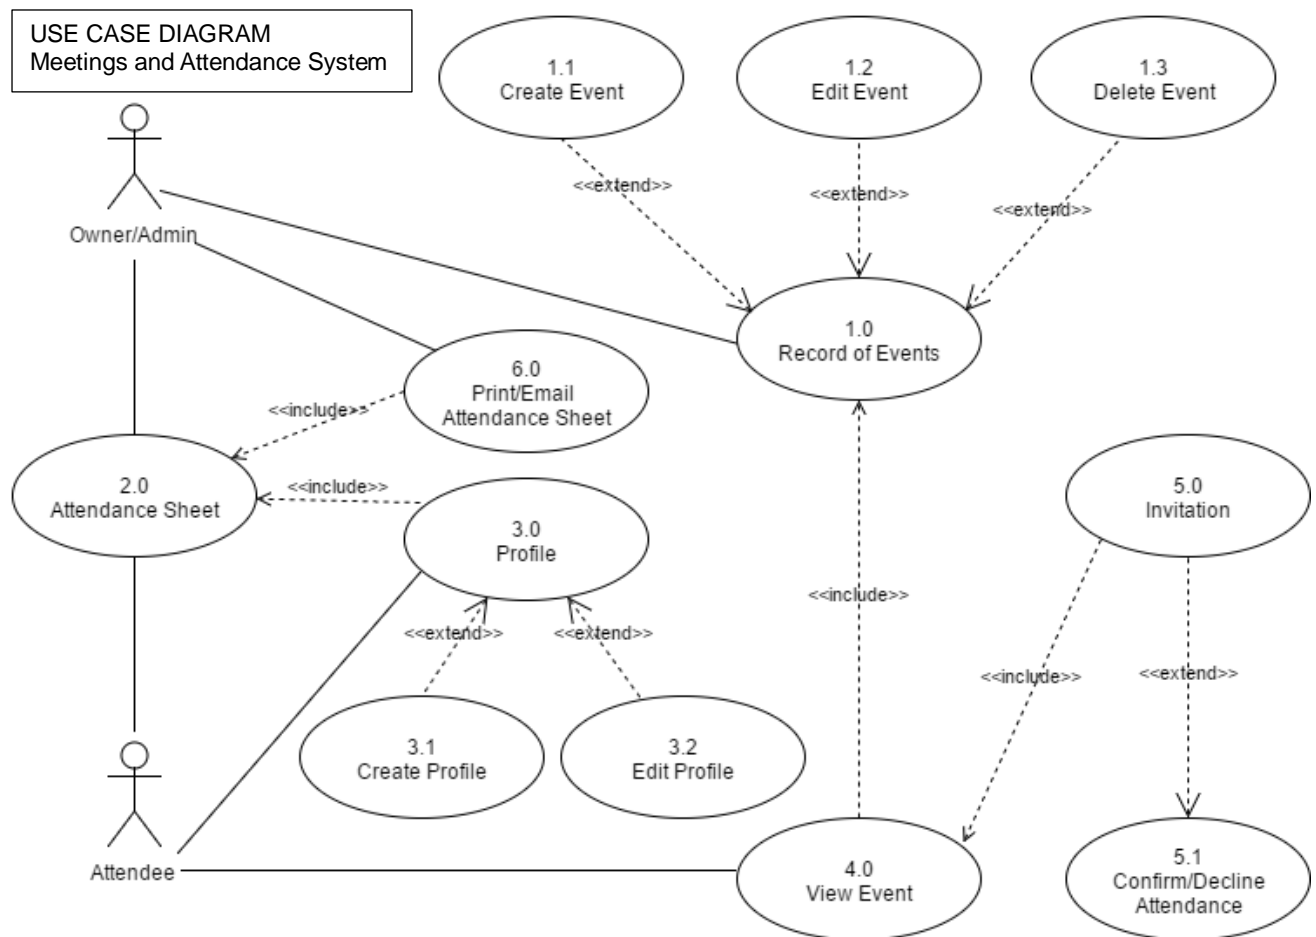 USE CASE DIAGRAM
Meetings and Attendance System
1.1
Create Event
1.2
Edit Event
1.3
Delete Event
<<extend>>
<<extend>>
<<extend>>
Owner/Admin
1.0
Record of Events
6.0
Print/Email
Attendance Sheet
<<include>>
2.0
Attendance Sheet
<<include>>
3.0
Profile
5.0
Invitation
<<extend>>
<<extend>>
<<include>>
<<include>>
<<extend>>
3.1
Create Profile
3.2
Edit Profile
Attendee
4.0
View Event
5.1
Confirm/Decline
Attendance